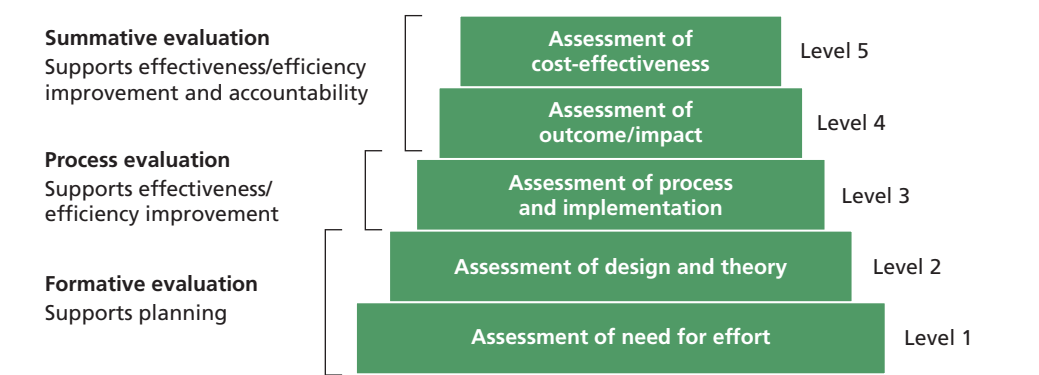 Summative evaluation
Supports effectiveness/efficiency
improvement and accountability
Process evaluation
Supports effectiveness/
efficiency improvement
Formative evaluation
Supports planning
Assessment of
cost-effectiveness
Level 5
Assessment of
outcome/impact
Level 4
Assessment of process
and implementation
Level 3
Assessment of design and theory
Level 2
Assessment of need for effort
Level 1